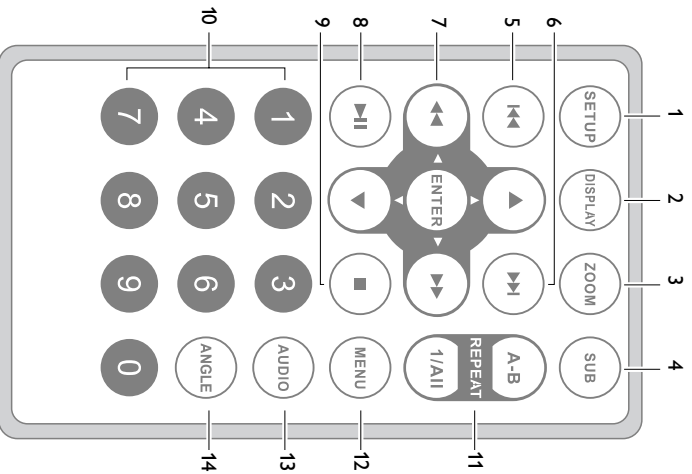 1
2
3
4
SETUP
DISPLAY
ZOOM
SUB
5
6
A-B
REPEAT
1/All
11
7
ENTER
8
9
MENU
12
10
1
2
3
AUDIO
13
4
5
6
ANGLE
14
7
8
9
0